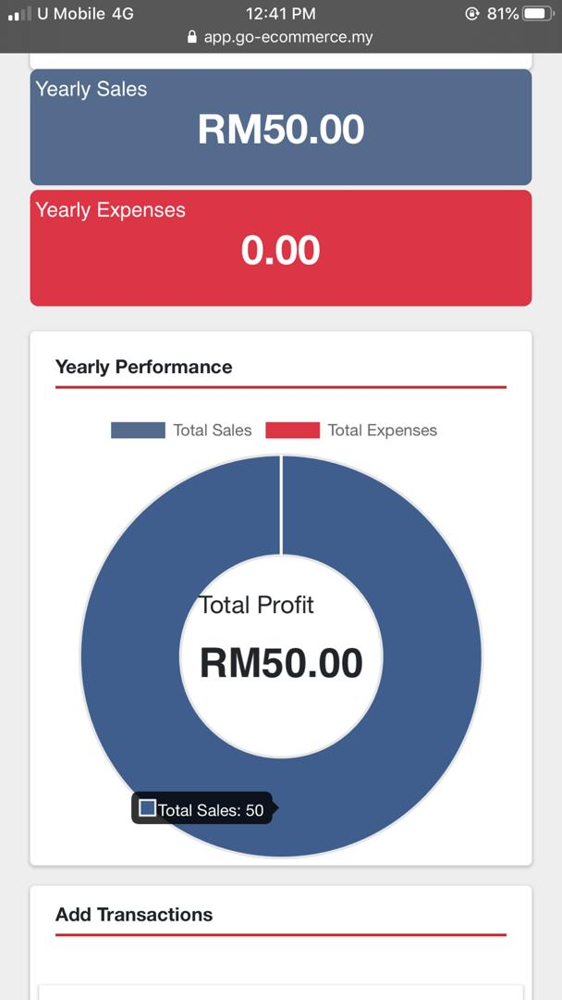 U Mobile 4G 12:41 PM 81%
app.go-ecommerce.my
Yearly Sales
RM50.00
Yearly Expenses
0.00
Yearly Performance
Total Sales Total Expenses
Total Profit
RM50.00
Total Sales: 50
Add Transactions